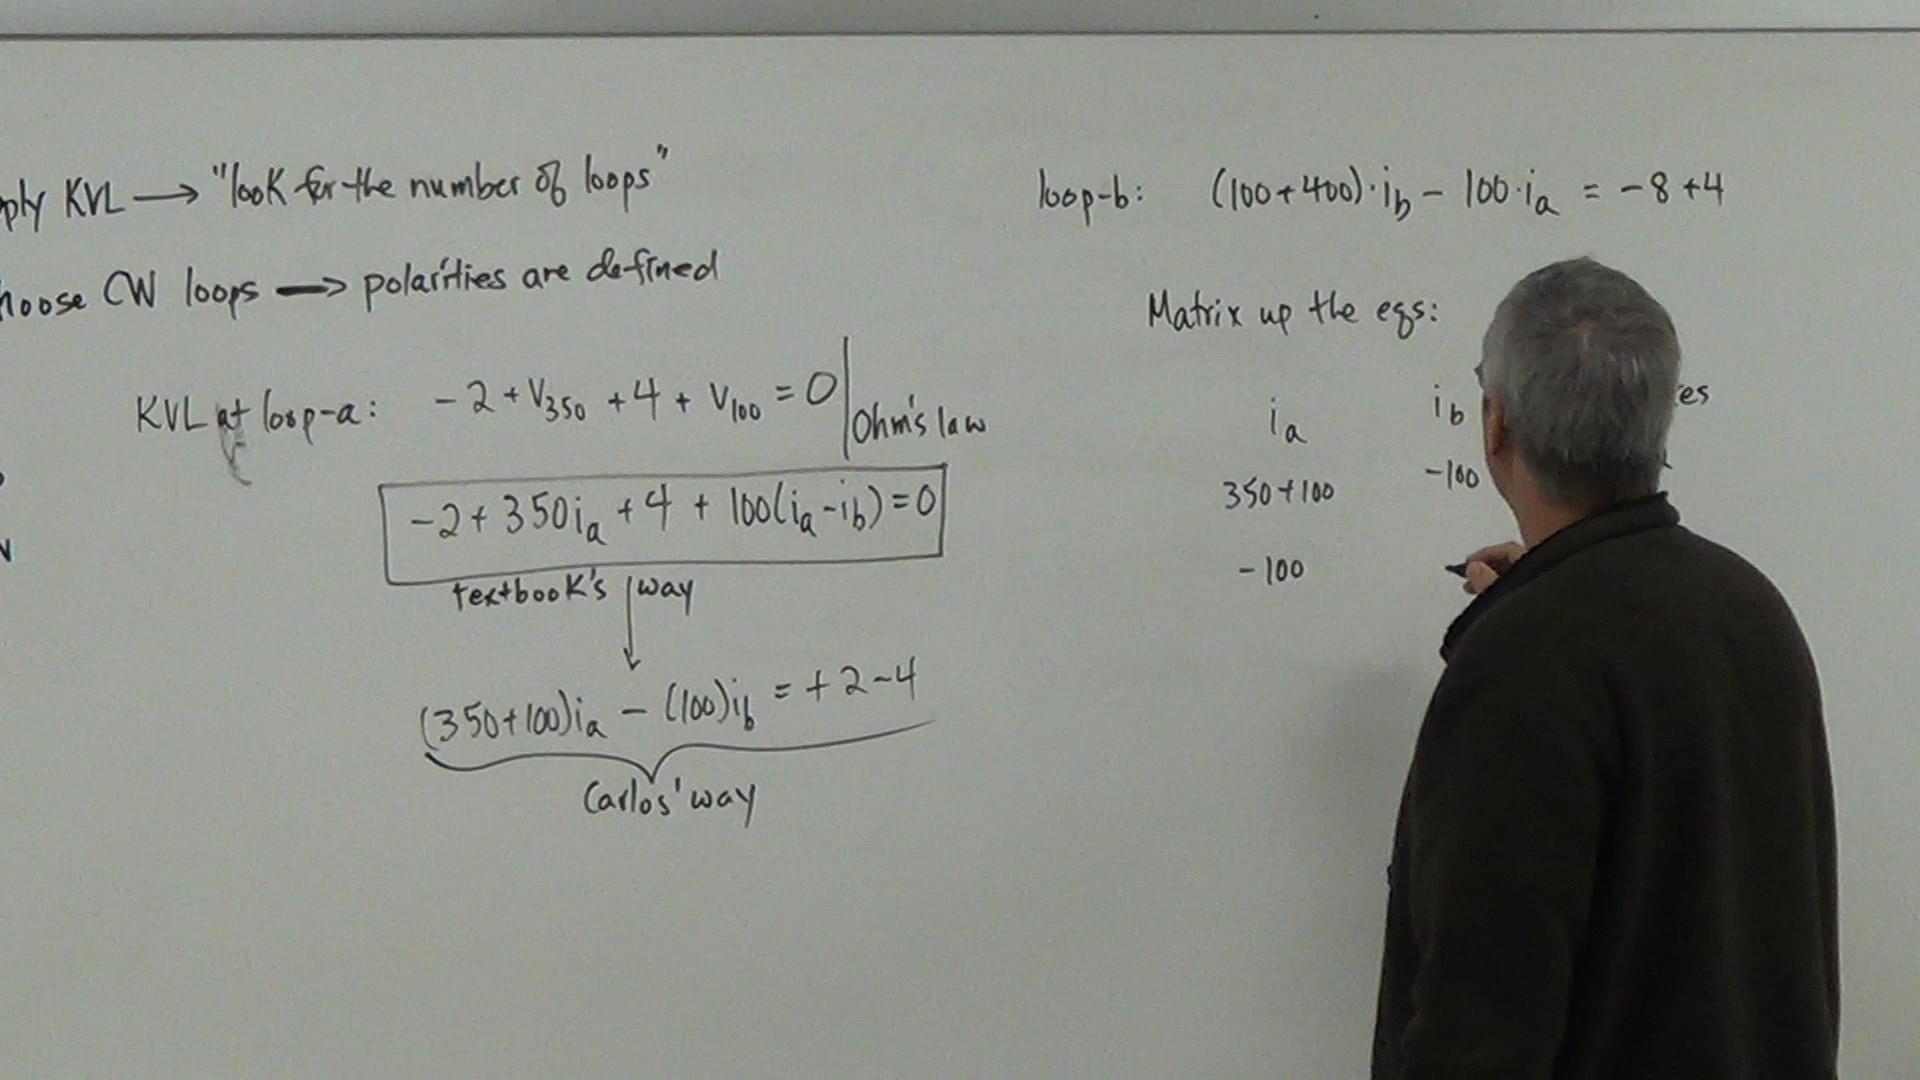 ply KVL → "look for the number of loops"
hoose CW loops → polarities are defined
KVL at loop-a: -2 + V₃₅₀ + 4 + V₁₀₀ = 0 | Ohm's law
-2 + 350iₐ + 4 + 100(iₐ - i_b) = 0
textbook's way
(350+100)iₐ - (100)i_b = +2-4
Carlos' way
loop-b: (100+400)·i_b - 100·iₐ = -8+4
Matrix up the eqs:
iₐ i_b es
350+100 -100
-100